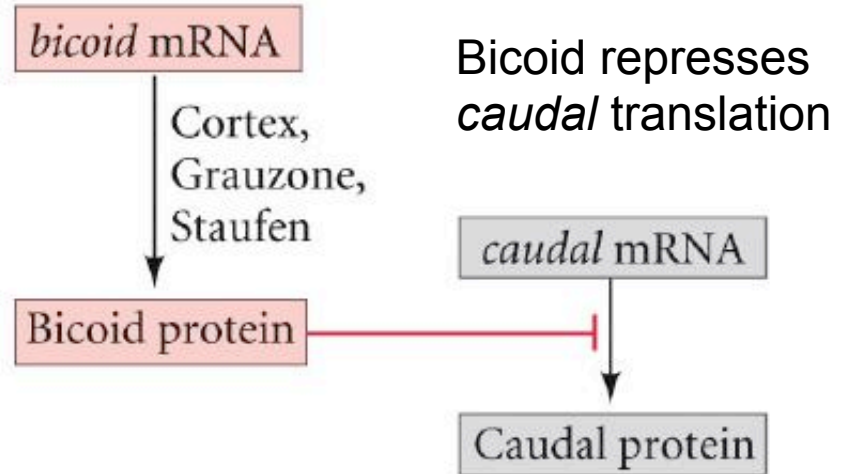 bicoid mRNA
Bicoid represses
caudal translation
Cortex,
Grauzone,
Staufen
caudal mRNA
Bicoid protein
Caudal protein